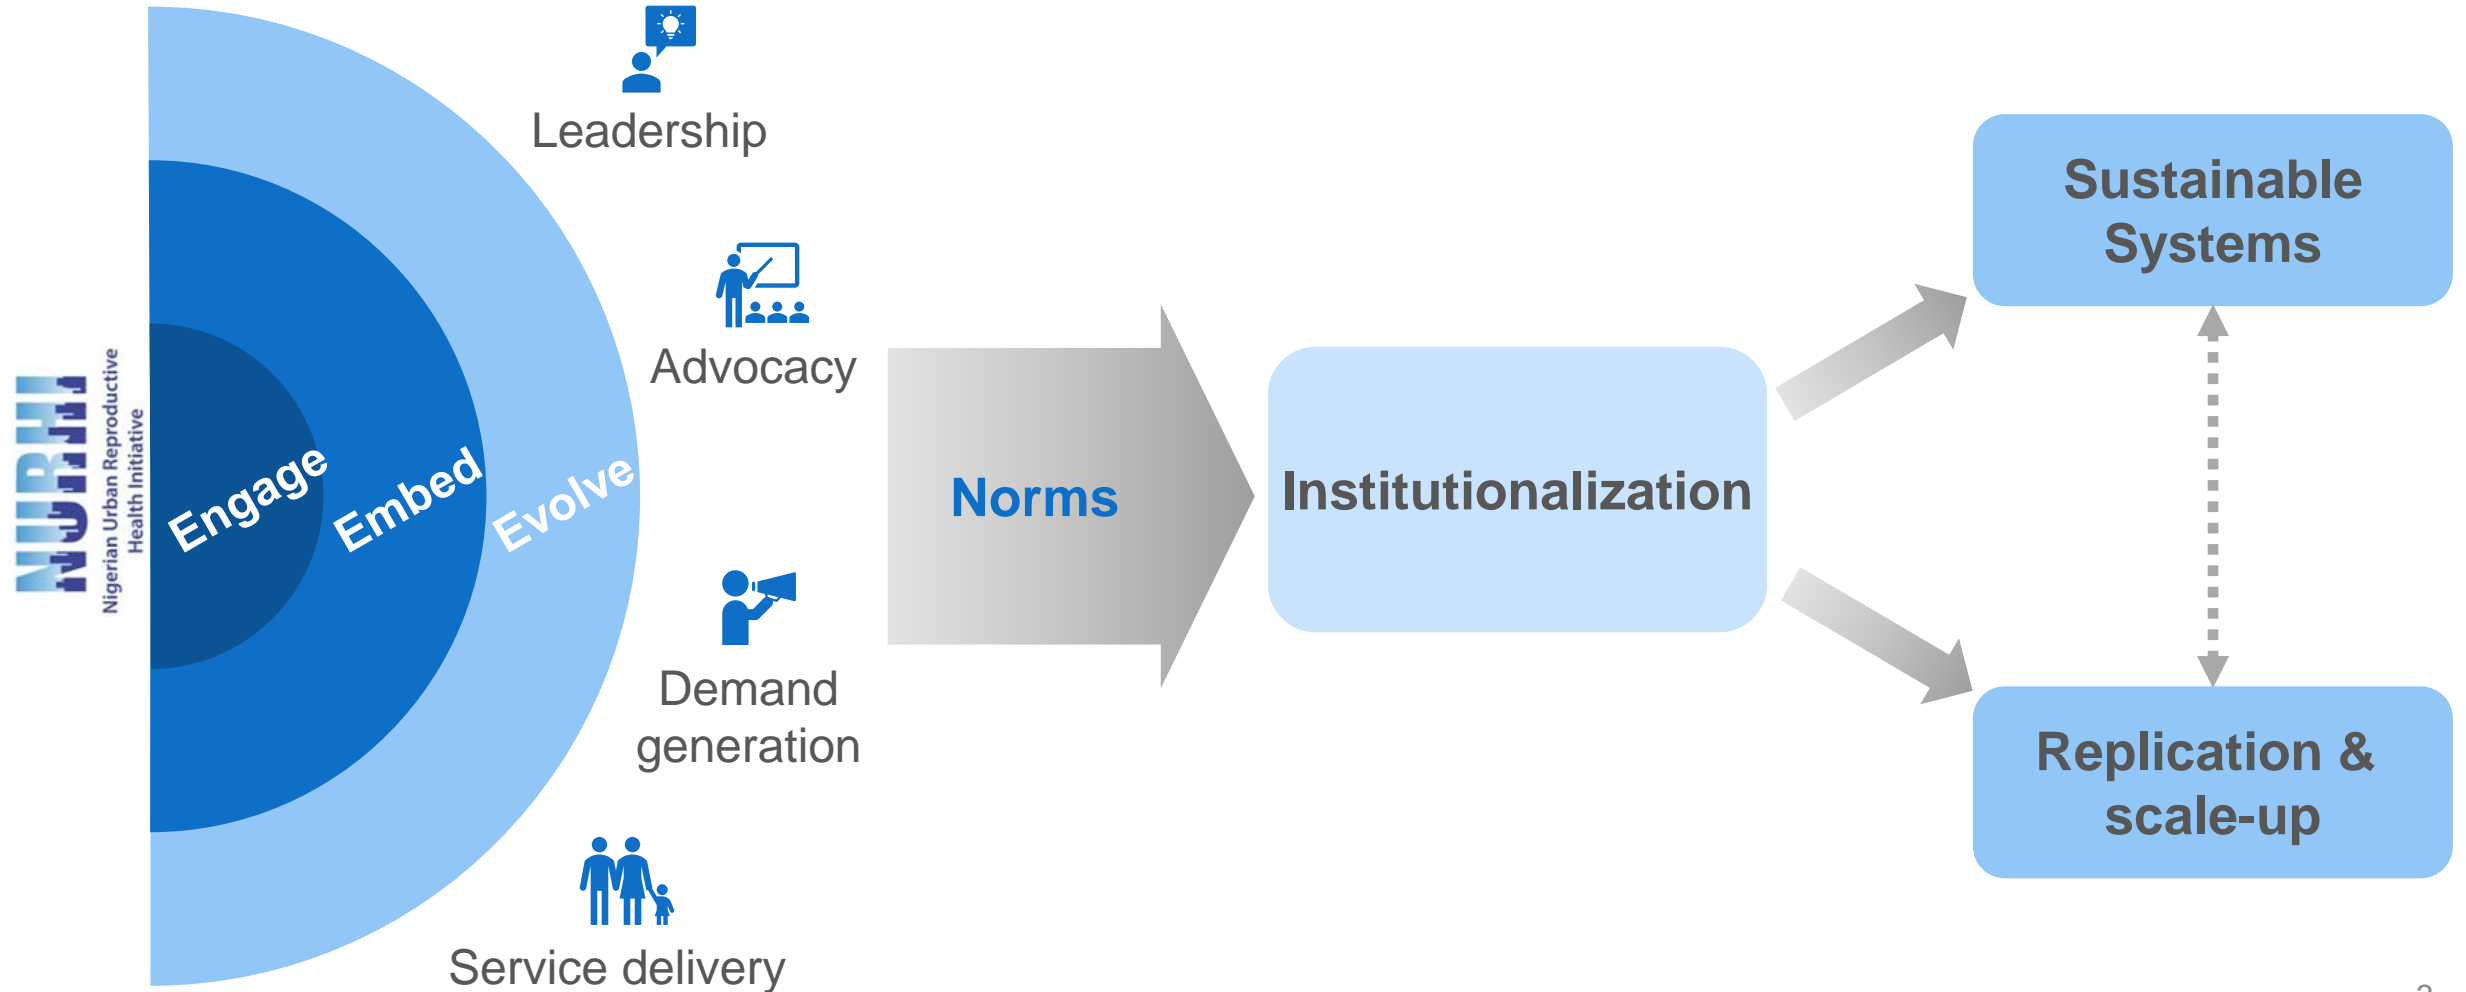 NURHI
Nigerian Urban Reproductive
Health Initiative
Engage
Embed
Evolve
Leadership
Advocacy
Demand
generation
Service delivery
Norms
Institutionalization
Sustainable
Systems
Replication &
scale-up